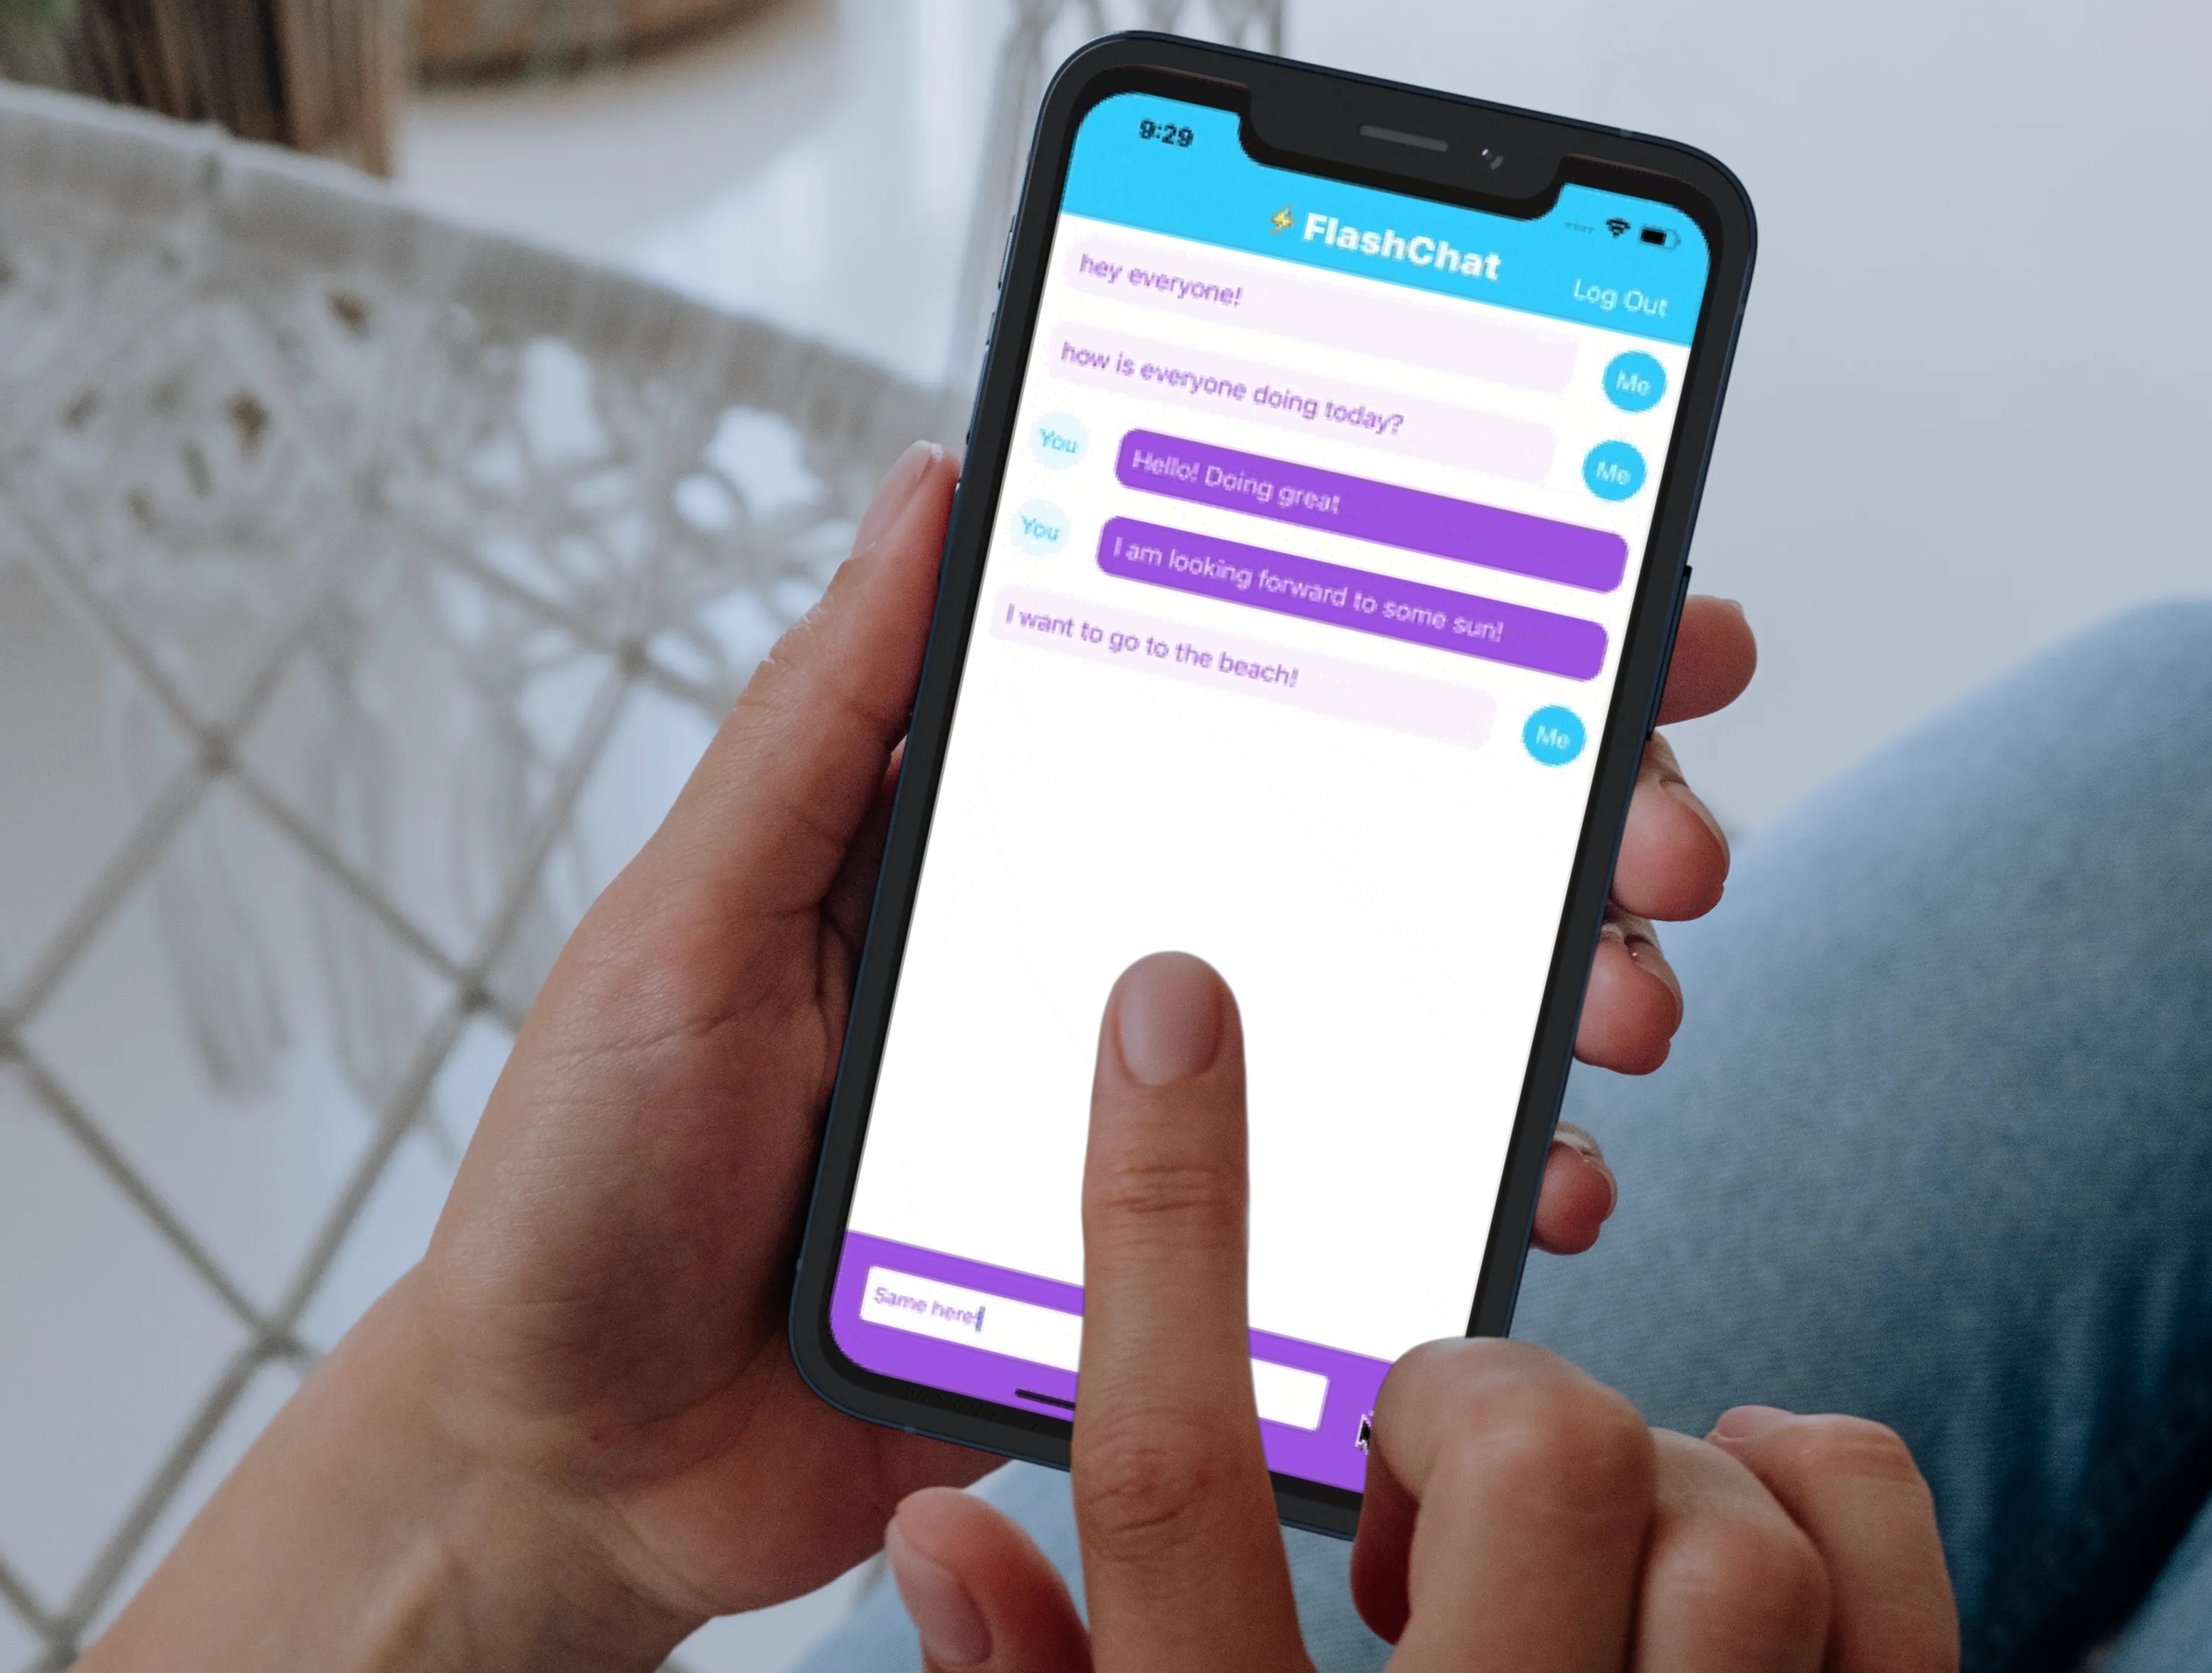 9:29
⚡FlashChat
Log Out
hey everyone!
Me
how is everyone doing today?
Me
You
Hello! Doing great
You
I am looking forward to some sun!
I want to go to the beach!
Me
Same here!